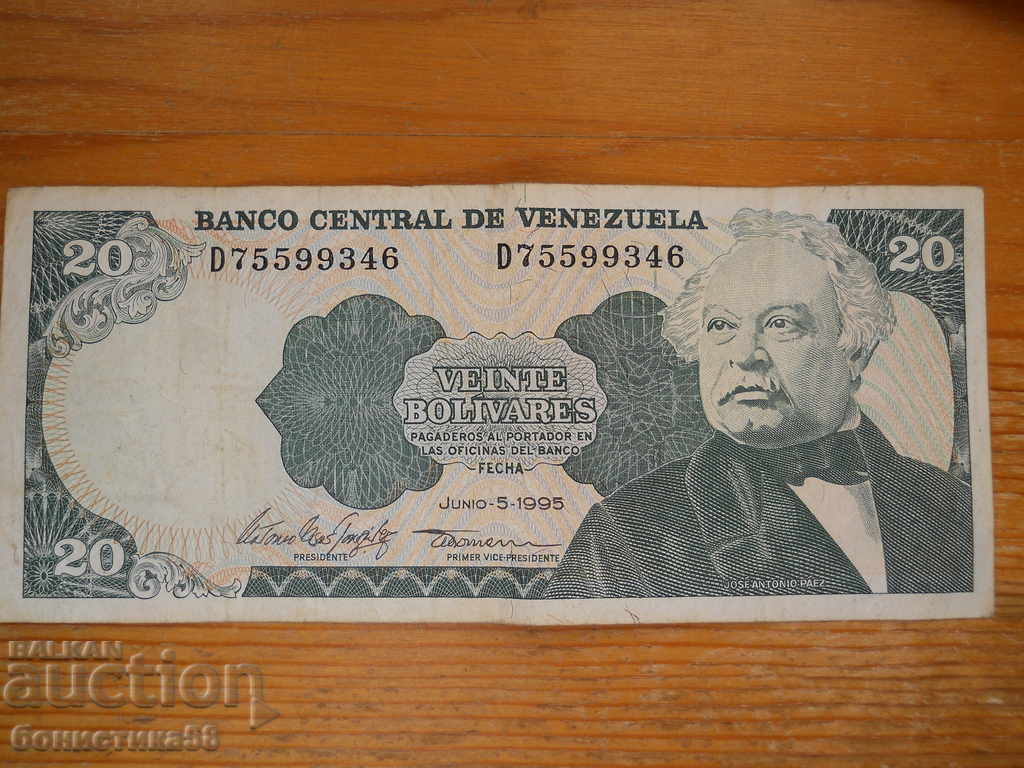 BANCO CENTRAL DE VENEZUELA
20
D75599346 D75599346
20
VEINTE
BOLIVARES
PAGADEROS AL PORTADOR EN
LAS OFICINAS DEL BANCO
FECHA
JUNIO-5-1995
PRESIDENTE
PRIMER VICE-PRESIDENTE
20
JOSE ANTONIO PAEZ
BALKAN
auction
бонистика58